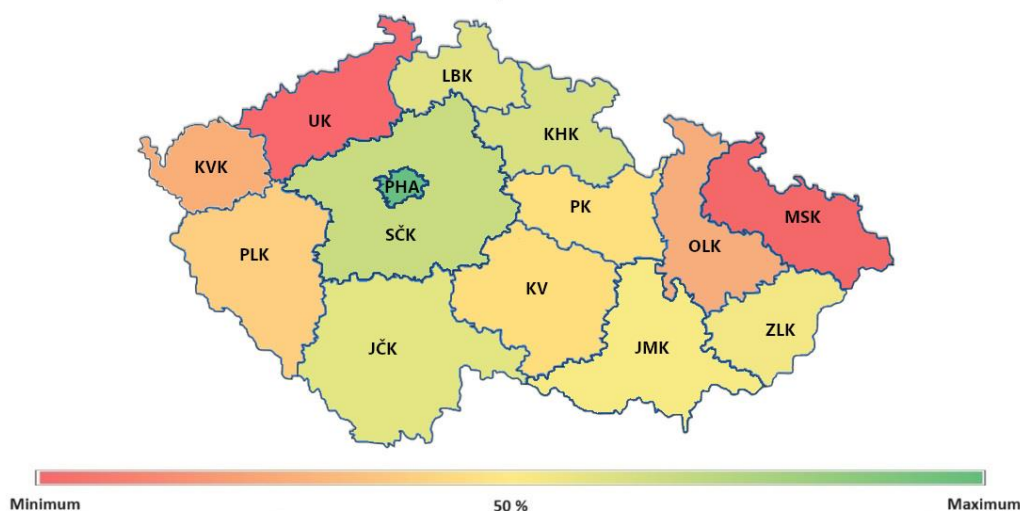 LBK
UK
KHK
KVK
PHA
PK
MSK
SČK
OLK
PLK
KV
ZLK
JČK
JMK
Minimum 50 % Maximum